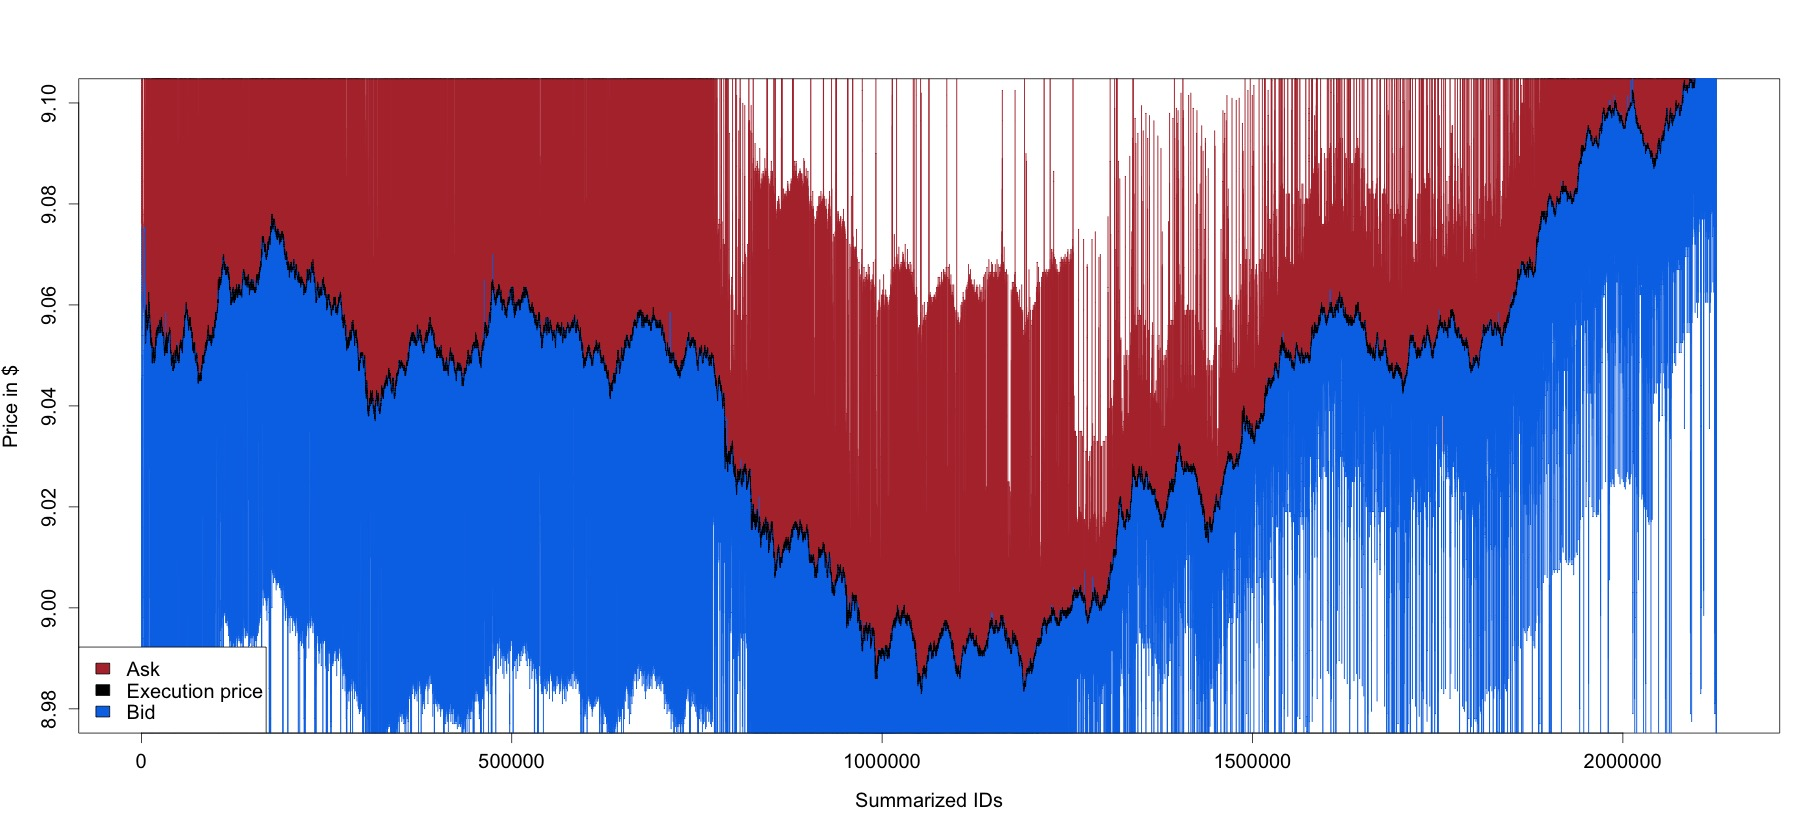 Price in $
9.10
9.08
9.06
9.04
9.02
9.00
8.98
Ask
Execution price
Bid
0
500000
1000000
1500000
2000000
Summarized IDs